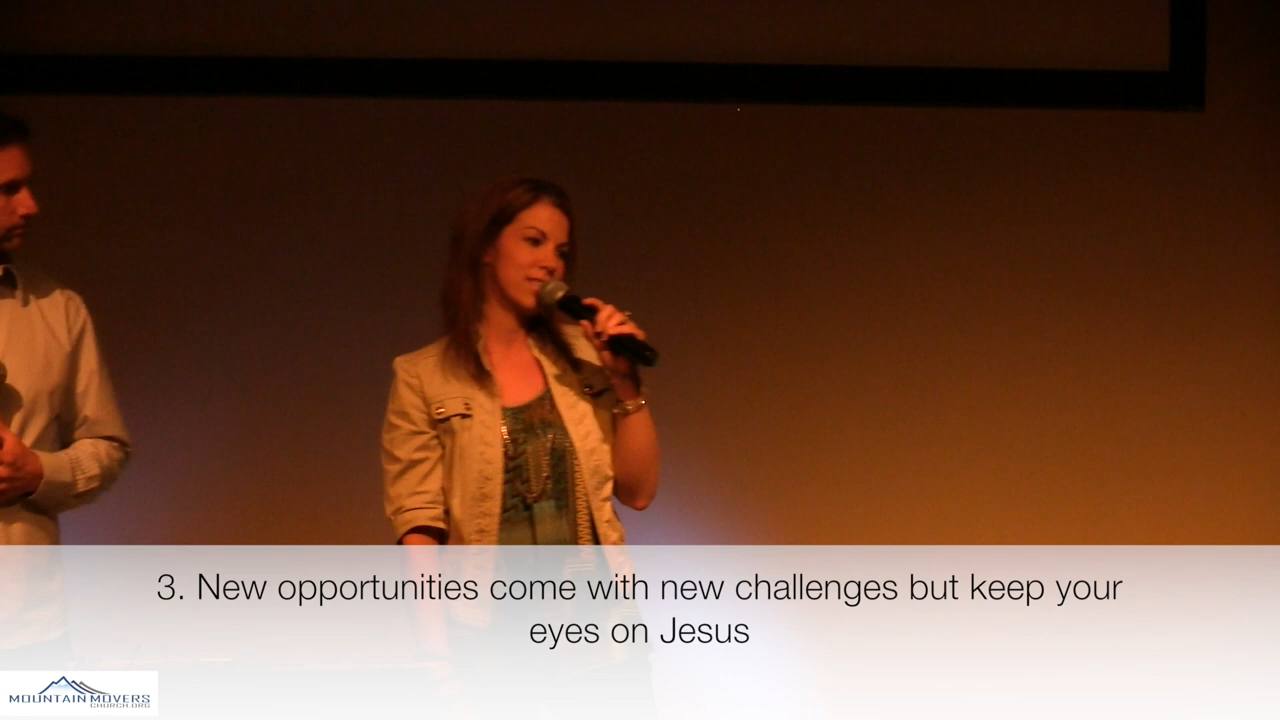 3. New opportunities come with new challenges but keep your
eyes on Jesus
MOUNTAIN MOVERS
CHURCH.ORG